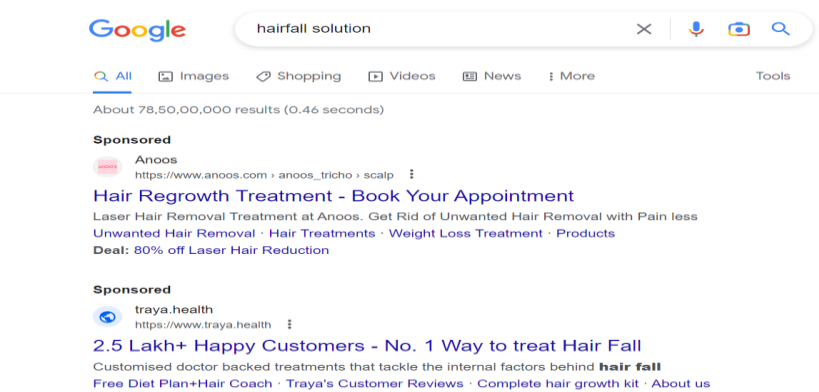 Google
hairfall solution
All Images Shopping Videos News More Tools
About 78,50,00,000 results (0.46 seconds)
Sponsored
ANOOS
Anoos
https://www.anoos.com › anoos_tricho › scalp
Hair Regrowth Treatment - Book Your Appointment
Laser Hair Removal Treatment at Anoos. Get Rid of Unwanted Hair Removal with Pain less
Unwanted Hair Removal · Hair Treatments · Weight Loss Treatment · Products
Deal: 80% off Laser Hair Reduction
Sponsored
traya.health
https://www.traya.health
2.5 Lakh+ Happy Customers - No. 1 Way to treat Hair Fall
Customised doctor backed treatments that tackle the internal factors behind hair fall
Free Diet Plan+Hair Coach · Traya's Customer Reviews · Complete hair growth kit · About us